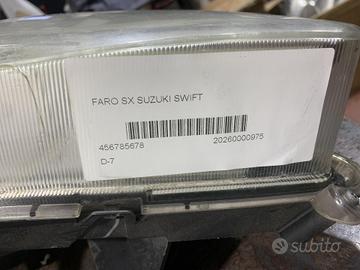 FARO SX SUZUKI SWIFT
456785678 20260000975
D-7
subito